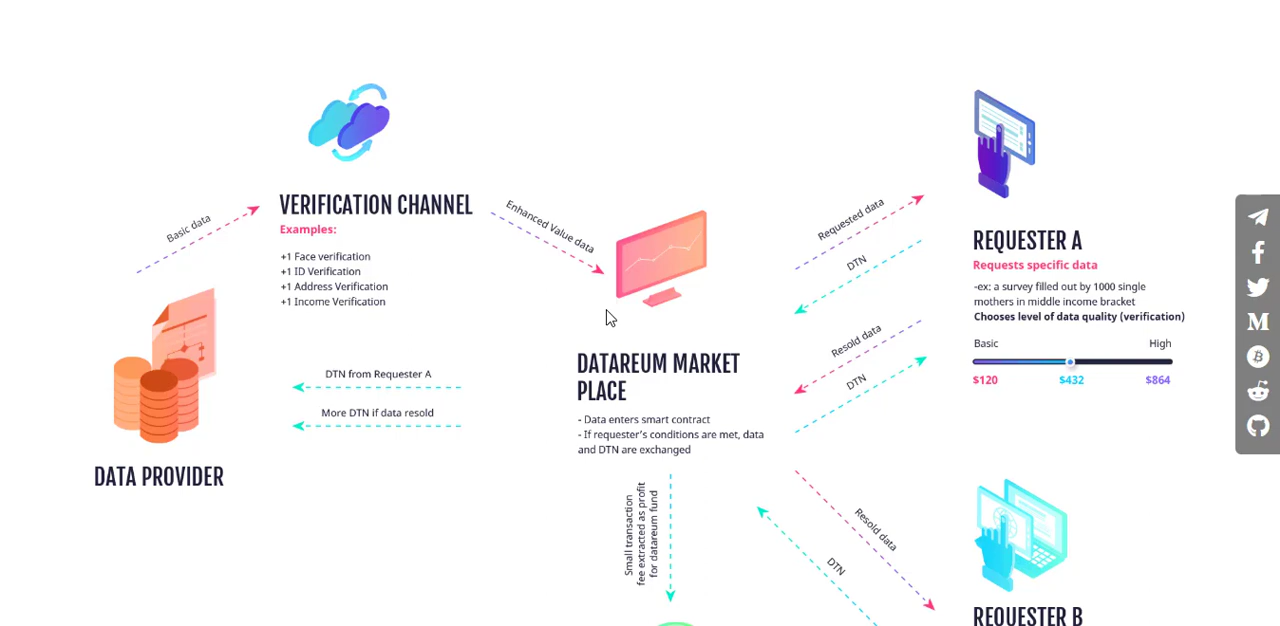 Basic data
VERIFICATION CHANNEL
Examples:
+1 Face verification
+1 ID Verification
+1 Address Verification
+1 Income Verification
Enhanced Value data
DATA PROVIDER
DTN from Requester A
More DTN if data resold
DATAREUM MARKET
PLACE
- Data enters smart contract
- If requester's conditions are met, data
and DTN are exchanged
Small transaction
fee extracted as profit
for datareum fund
Requested data
DTN
Resold data
DTN
Resold data
DTN
REQUESTER A
Requests specific data
-ex: a survey filled out by 1000 single
mothers in middle income bracket
Chooses level of data quality (verification)
Basic High
$120 $432 $864
REQUESTER B